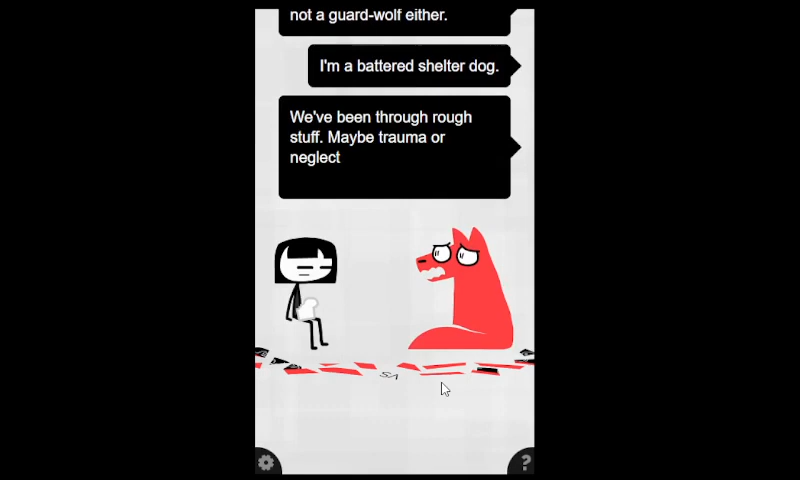 not a guard-wolf either.
I'm a battered shelter dog.
We've been through rough
stuff. Maybe trauma or
neglect
?